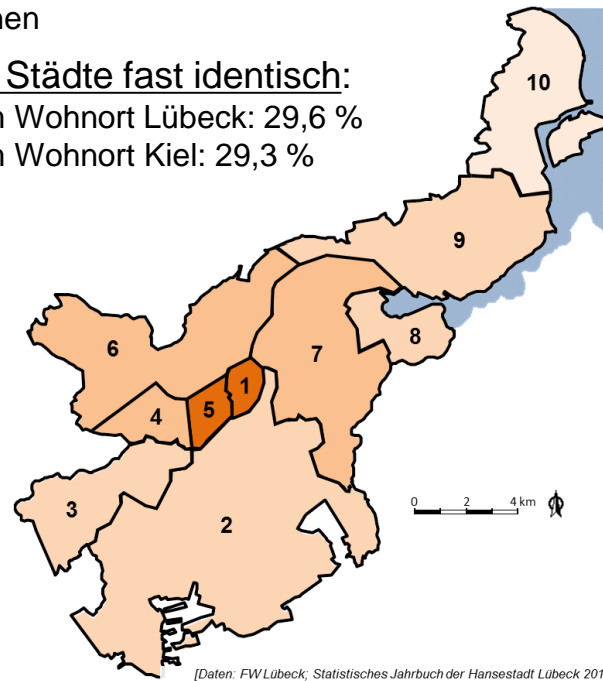 nen
Städte fast identisch:
n Wohnort Lübeck: 29,6 %
n Wohnort Kiel: 29,3 %
10
9
8
7
6
1
5
4
3
2
0 2 4 km
[Daten: FW Lübeck; Statistisches Jahrbuch der Hansestadt Lübeck 201